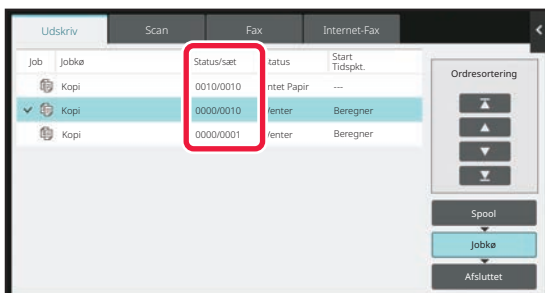 Udskriv Scan Fax Internet-Fax
Job Jobkø Status/sæt tatus Start Tidspkt.
Kopi 0010/0010 ntet Papir ---
Kopi 0000/0010 Venter Beregner
Kopi 0000/0001 Venter Beregner
Ordresortering
Spool
Jobkø
Afsluttet